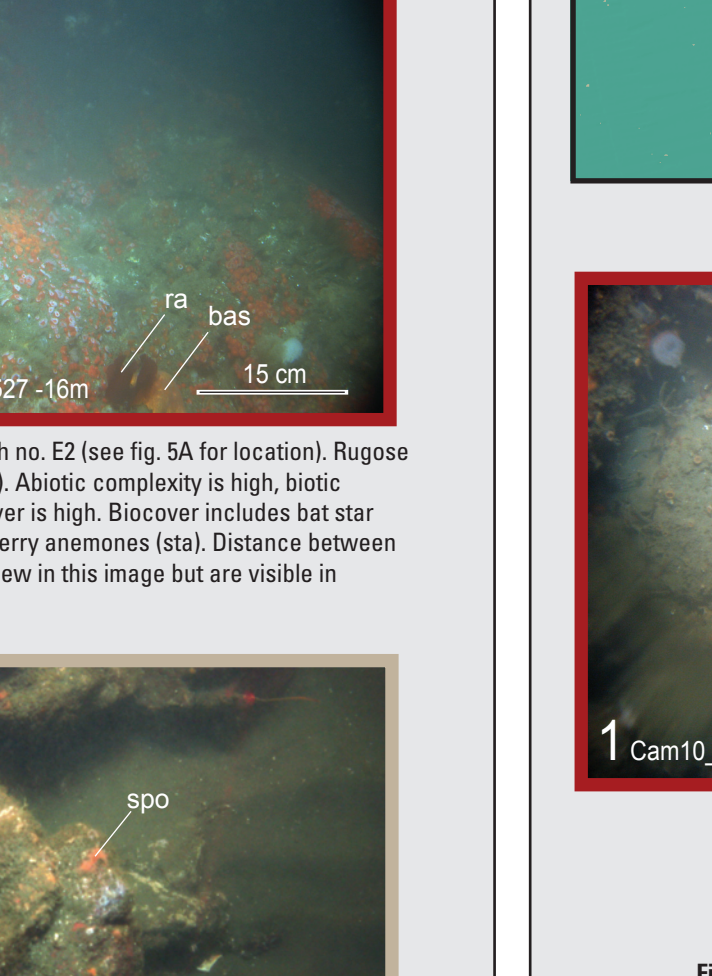 ra
bas
527 -16m
15 cm
h no. E2 (see fig. 5A for location). Rugose
). Abiotic complexity is high, biotic
ver is high. Biocover includes bat star
erry anemones (sta). Distance between
ew in this image but are visible in
spo
1 Cam10_
Fi